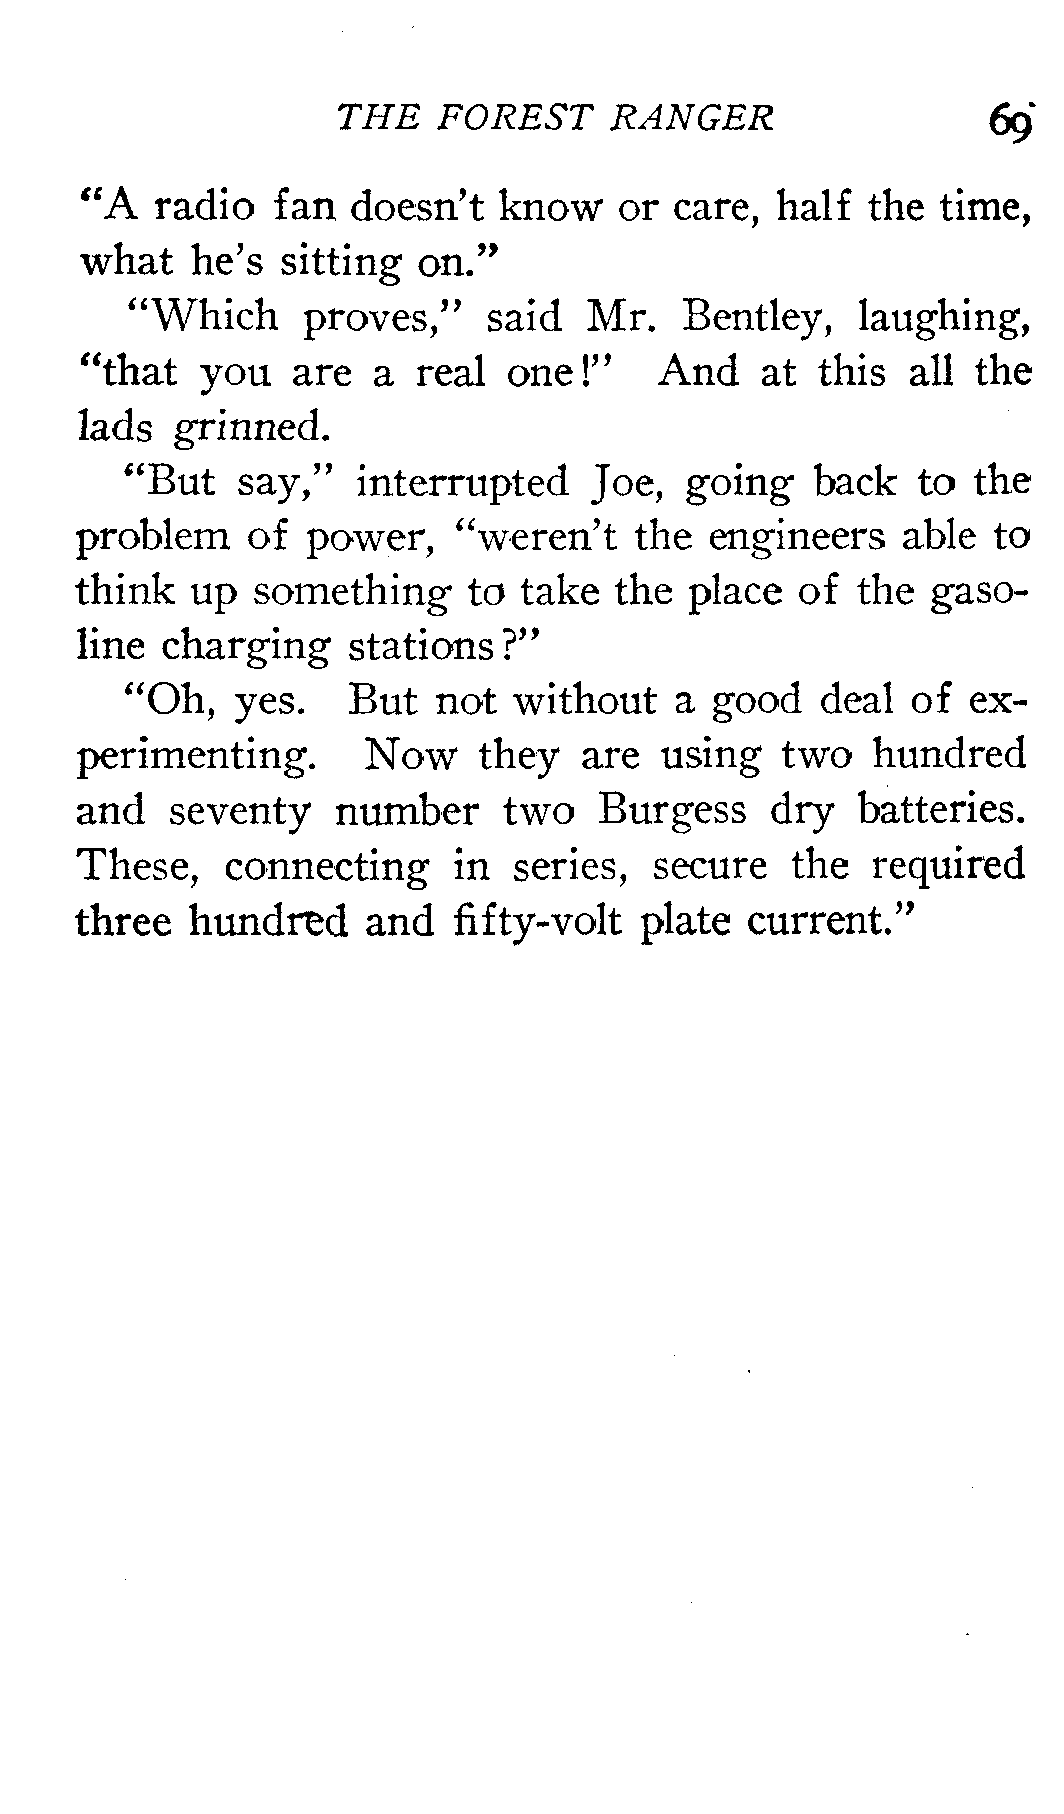 THE FOREST RANGER 69
"A radio fan doesn't know or care, half the time,
what he's sitting on."
"Which proves," said Mr. Bentley, laughing,
"that you are a real one!" And at this all the
lads grinned.
"But say," interrupted Joe, going back to the
problem of power, "weren't the engineers able to
think up something to take the place of the gaso-
line charging stations?"
"Oh, yes. But not without a good deal of ex-
perimenting. Now they are using two hundred
and seventy number two Burgess dry batteries.
These, connecting in series, secure the required
three hundred and fifty-volt plate current."